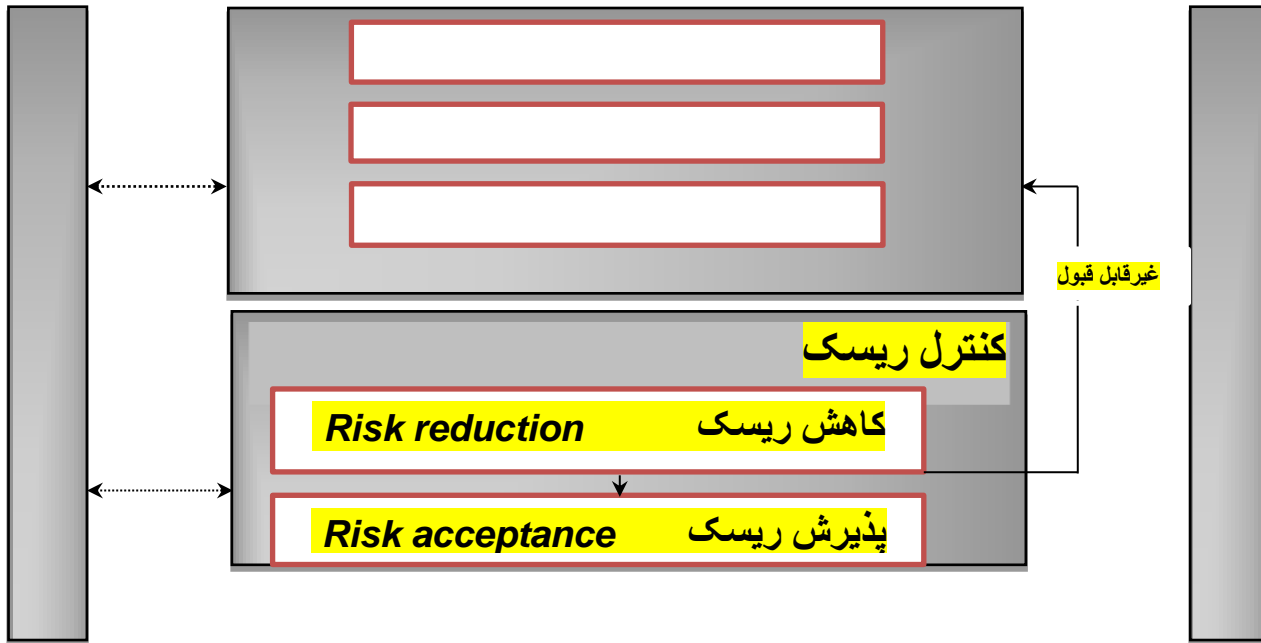 غیرقابل قبول
کنترل ریسک
کاهش ریسک Risk reduction
پذیرش ریسک Risk acceptance